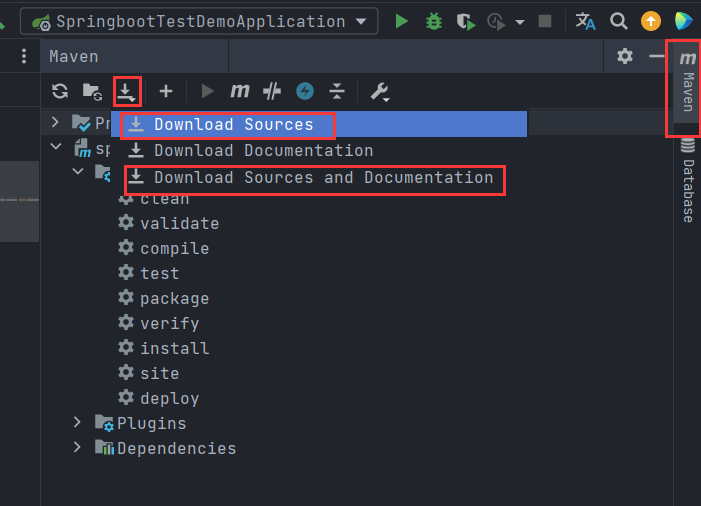 SpringbootTestDemoApplication
Maven
Maven
Database
Pr
Download Sources
sp
Download Documentation
Download Sources and Documentation
clean
validate
compile
test
package
verify
install
site
deploy
Plugins
Dependencies